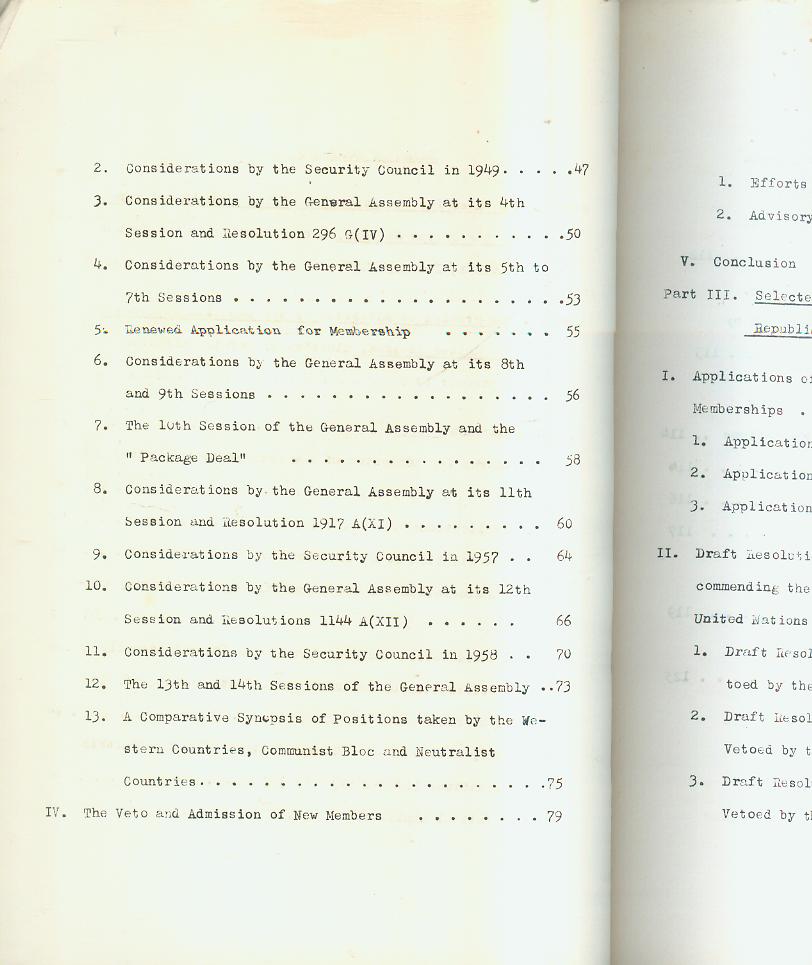 2. Considerations by the Security Council in 1949. . . . .47
3. Considerations by the General Assembly at its 4th
Session and Resolution 296 G(IV) . . . . . . . . . . .50
4. Considerations by the General Assembly at its 5th to
7th Sessions . . . . . . . . . . . . . . . . . . . . .53
5. Renewed Application for Membership . . . . . . . 55
6. Considerations by the General Assembly at its 8th
and 9th Sessions . . . . . . . . . . . . . . . . . . 56
7. The 10th Session of the General Assembly and the
" Package Deal" . . . . . . . . . . . . . . . . 58
8. Considerations by the General Assembly at its 11th
Session and Resolution 1917 A(XI) . . . . . . . . . 60
9. Considerations by the Security Council in 1957 . . 64
10. Considerations by the General Assembly at its 12th
Session and Resolutions 1144 A(XII) . . . . . . 66
11. Considerations by the Security Council in 1958 . . 70
12. The 13th and 14th Sessions of the General Assembly ..73
13. A Comparative Synopsis of Positions taken by the We-
stern Countries, Communist Bloc and Neutralist
Countries. . . . . . . . . . . . . . . . . . . . . .75
IV. The Veto and Admission of New Members . . . . . . . . 79
1. Efforts
2. Advisory
V. Conclusion
Part III. Selecte
Republi
I. Applications o
Memberships .
1. Application
2. Application
3. Application
II. Draft Resoluti
commending the
United Nations
1. Draft Resol
toed by the
2. Draft Resol
Vetoed by t
3. Draft Resol
Vetoed by th